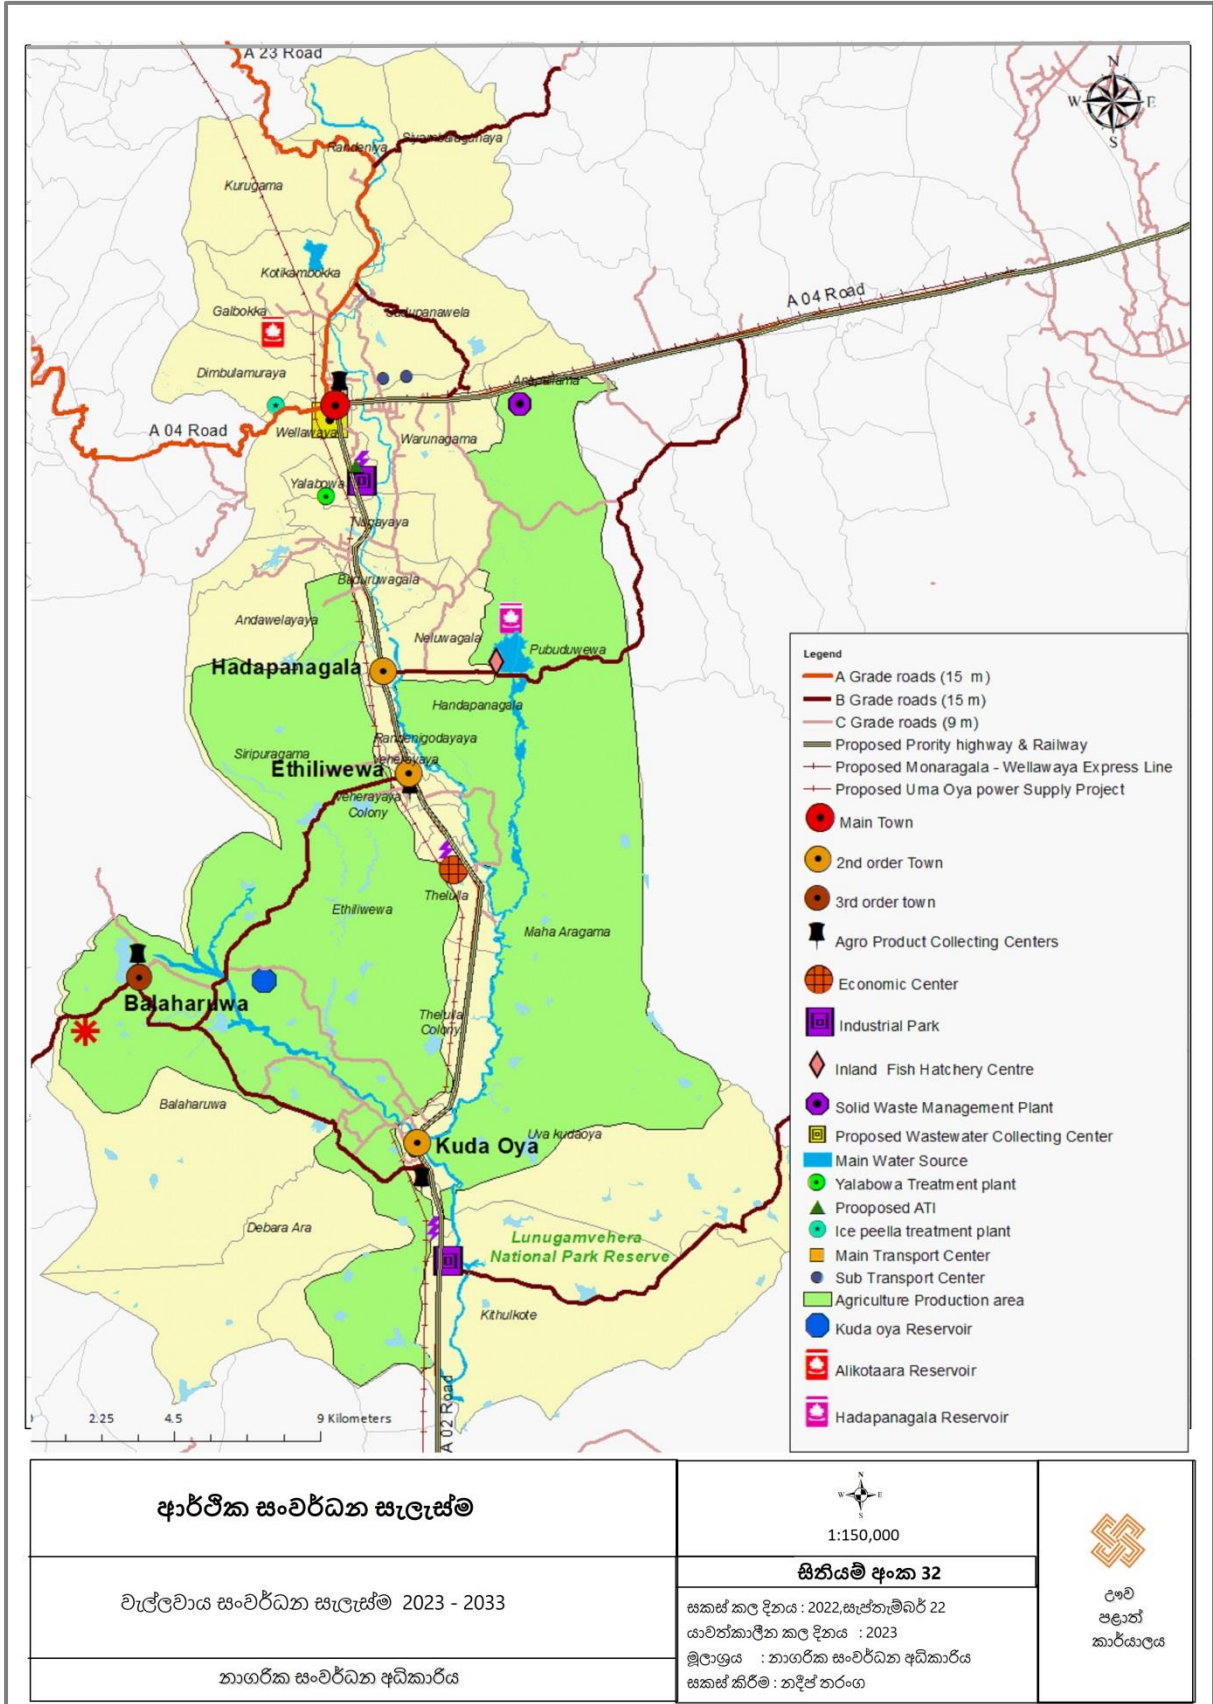 A 23 Road
N
W E
S
Siyambaragunaya
Randeniya
Kurugama
Kotikambokka
Galbokka
Sudupanawela
A 04 Road
Dimbulamuraya
Anapallama
A 04 Road
Wellawaya
Warunagama
Yalabowa
Nugayaya
Buduruwagala
Andawelayaya
Neluwagala
Pubuduwewa
Hadapanagala
Handapanagala
Randenigodayaya
Siripuragama
veherayaya
Ethiliwewa
veherayaya
Colony
Thelulla
Ethiliwewa
Maha Aragama
Balaharuwa
Thelulla
Colony
Balaharuwa
Uva kudaoya
Kuda Oya
Debara Ara
Lunugamvehera
National Park Reserve
Kithulkote
A 02 Road
2.25 4.5 9 Kilometers
Legend
A Grade roads (15 m)
B Grade roads (15 m)
C Grade roads (9 m)
Proposed Prority highway & Railway
Proposed Monaragala - Wellawaya Express Line
Proposed Uma Oya power Supply Project
Main Town
2nd order Town
3rd order town
Agro Product Collecting Centers
Economic Center
Industrial Park
Inland Fish Hatchery Centre
Solid Waste Management Plant
Proposed Wastewater Collecting Center
Main Water Source
Yalabowa Treatment plant
Prooposed ATI
Ice peella treatment plant
Main Transport Center
Sub Transport Center
Agriculture Production area
Kuda oya Reservoir
Alikotaara Reservoir
Hadapanagala Reservoir
ආර්ථික සංවර්ධන සැලැස්ම
වැල්ලවාය සංවර්ධන සැලැස්ම 2023 - 2033
නාගරික සංවර්ධන අධිකාරිය
N
W E
S
1:150,000
සිතියම් අංක 32
සකස් කල දිනය : 2022,සැප්තැම්බර් 22
යාවත්කාලීන කල දිනය : 2023
මූලාශ්‍රය : නාගරික සංවර්ධන අධිකාරිය
සකස් කිරීම : නදීප් තරංග
ඌව
පළාත්
කාර්යාලය